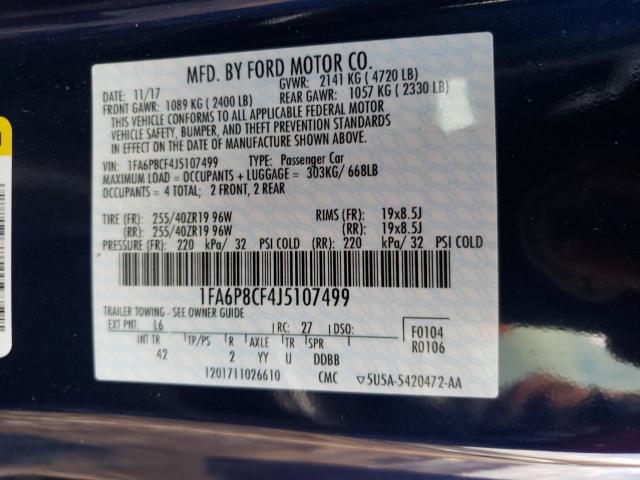 MFD. BY FORD MOTOR CO.
DATE: 11/17 GVWR: 2141 KG ( 4720 LB)
FRONT GAWR: 1089 KG ( 2400 LB) REAR GAWR: 1057 KG ( 2330 LB)
THIS VEHICLE CONFORMS TO ALL APPLICABLE FEDERAL MOTOR
VEHICLE SAFETY, BUMPER, AND THEFT PREVENTION STANDARDS
IN EFFECT ON THE DATE OF MANUFACTURE SHOWN ABOVE.
VIN: 1FA6P8CF4J5107499 TYPE: Passenger Car
MAXIMUM LOAD = OCCUPANTS + LUGGAGE = 303KG/ 668LB
OCCUPANTS = 4 TOTAL; 2 FRONT, 2 REAR
TIRE (FR): 255/40ZR19 96W RIMS (FR): 19x8.5J
(RR): 255/40ZR19 96W (RR): 19x8.5J
PRESSURE (FR): 220 kPa/ 32 PSI COLD (RR): 220 kPa/ 32 PSI COLD
1FA6P8CF4J5107499
TRAILER TOWING - SEE OWNER GUIDE
EXT PNT: L6 RC: 27 DSO: F0104
INT TR TP/PS R AXLE TR SPR R0106
42 2 YY U DDBB
1201711026610 CMC ▽5U5A-5420472-AA